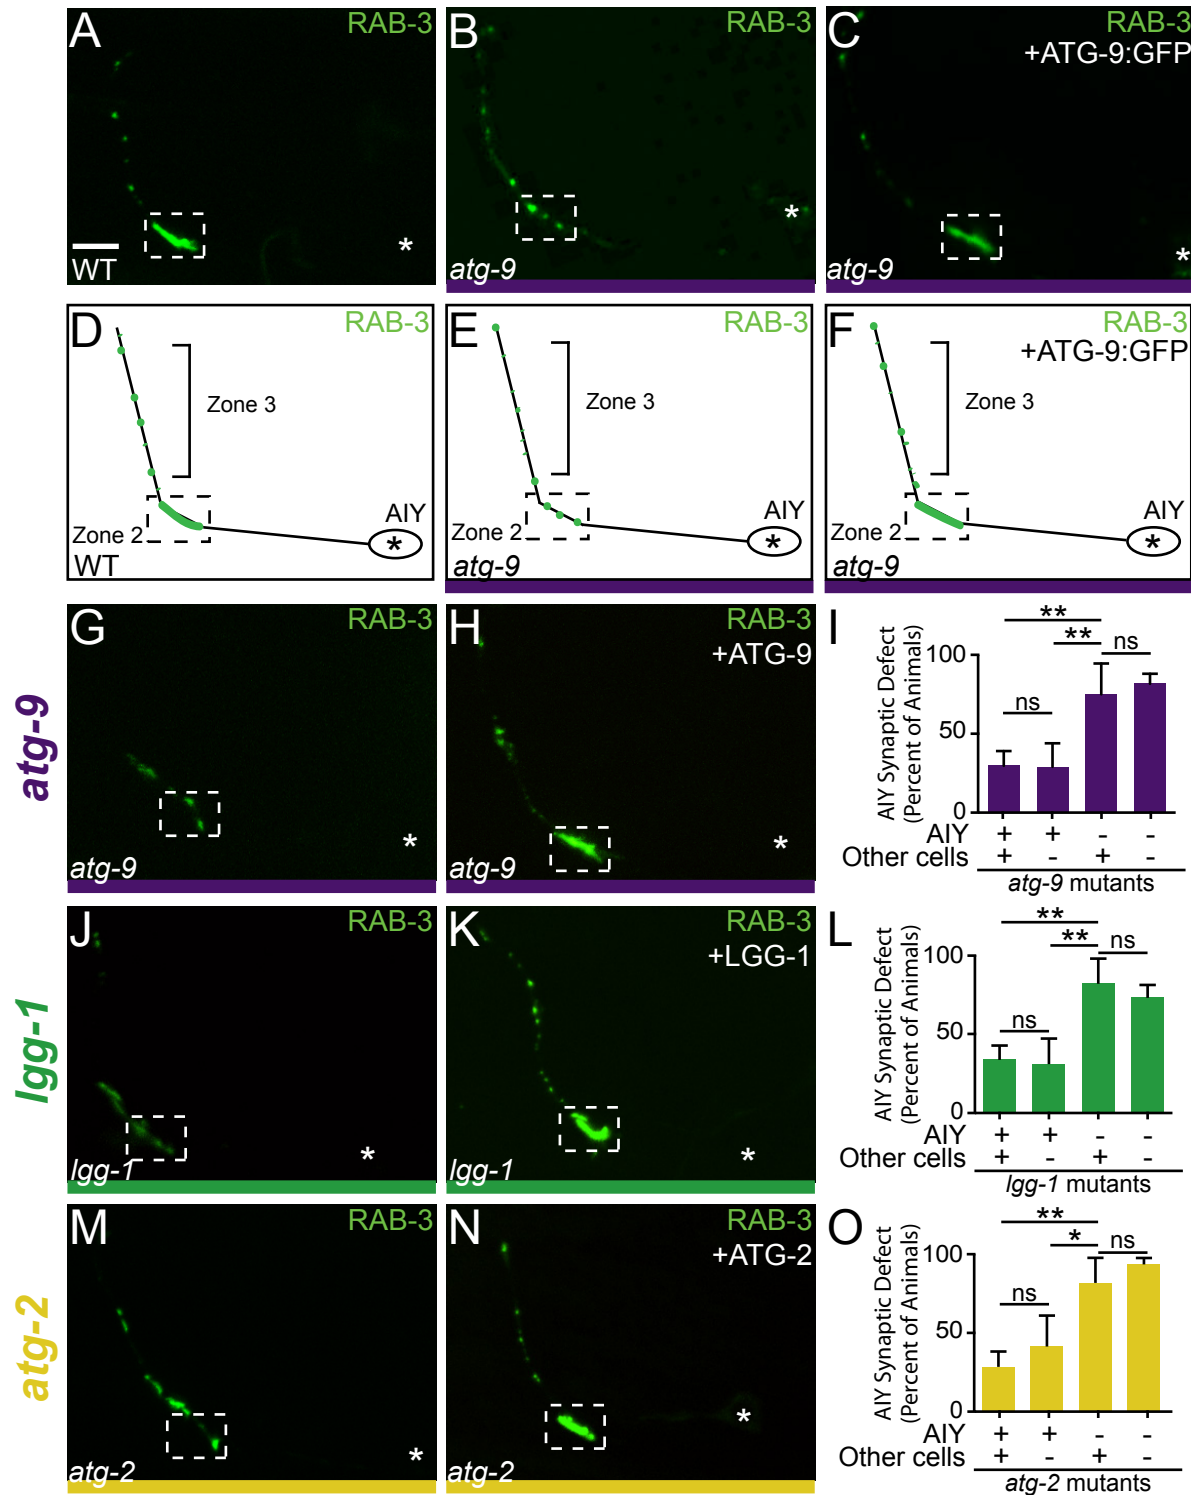 A
RAB-3
*
WT
B
RAB-3
*
atg-9
C
RAB-3
+ATG-9:GFP
*
atg-9
D
RAB-3
Zone 3
AIY
Zone 2
*
WT
E
RAB-3
Zone 3
AIY
Zone 2
*
atg-9
F
RAB-3
+ATG-9:GFP
Zone 3
AIY
Zone 2
*
atg-9
atg-9
G
RAB-3
*
atg-9
H
RAB-3
+ATG-9
*
atg-9
I
AIY Synaptic Defect
(Percent of Animals)
100
50
0
**
**
ns
ns
AIY + + - -
Other cells + - + -
atg-9 mutants
lgg-1
J
RAB-3
*
lgg-1
K
RAB-3
+LGG-1
*
lgg-1
L
AIY Synaptic Defect
(Percent of Animals)
100
50
0
**
**
ns
ns
AIY + + - -
Other cells + - + -
lgg-1 mutants
atg-2
M
RAB-3
*
atg-2
N
RAB-3
+ATG-2
*
atg-2
O
AIY Synaptic Defect
(Percent of Animals)
100
50
0
**
*
ns
ns
AIY + + - -
Other cells + - + -
atg-2 mutants